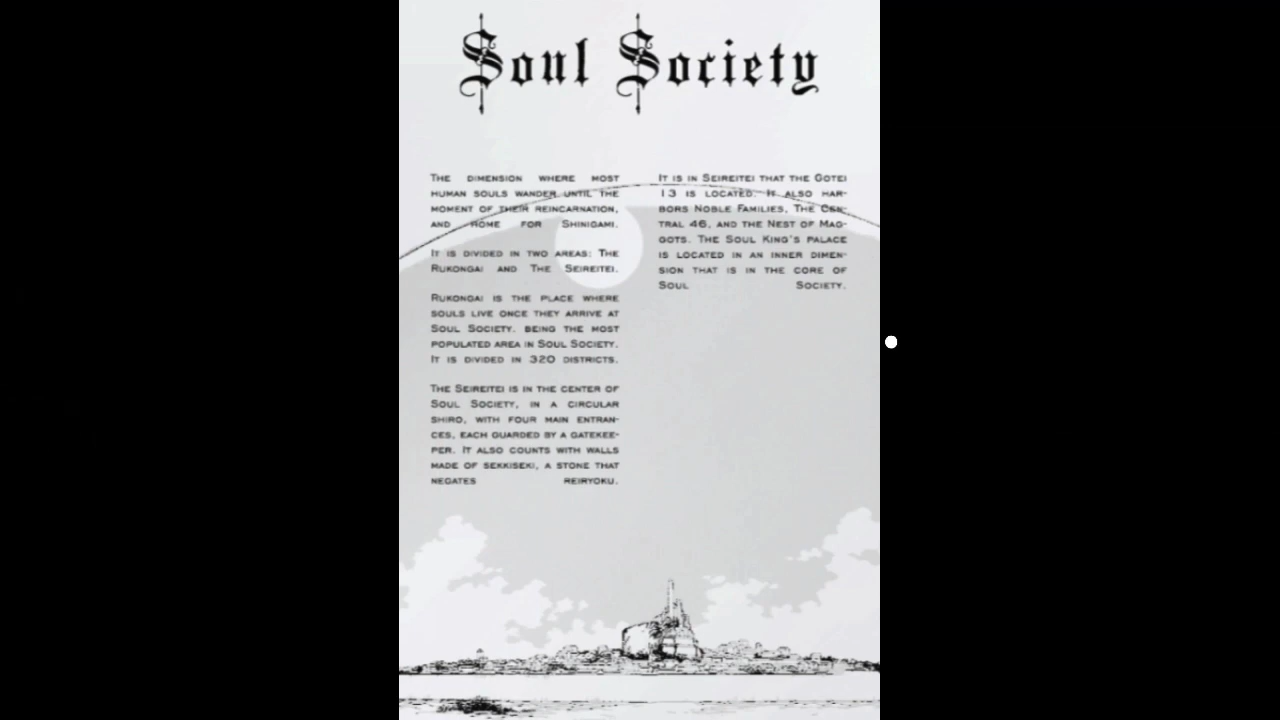 Soul Society
The dimension where most
human souls wander until the
moment of their reincarnation,
and home for Shinigami.
It is divided in two areas: The
Rukongai and The Seireitei.
Rukongai is the place where
souls live once they arrive at
Soul Society. being the most
populated area in Soul Society.
It is divided in 320 districts.
The Seireitei is in the center of
Soul Society, in a circular
shiro, with four main entran-
ces, each guarded by a gatekee-
per. It also counts with walls
made of sekkiseki, a stone that
negates reiryoku.
It is in Seireitei that the Gotei
13 is located. It also har-
bors Noble Families, The Cen-
tral 46, and the Nest of Mag-
gots. The Soul King's palace
is located in an inner dimen-
sion that is in the core of
Soul Society.